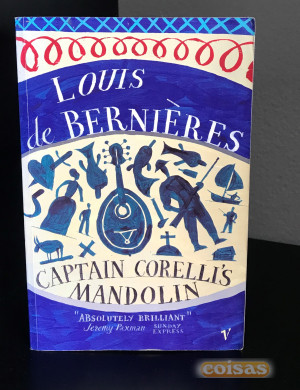 LOUIS
de BERNIÈRES
CAPTAIN CORELLI'S
MANDOLIN
"ABSOLUTELY BRILLIANT"
Jeremy Paxman SUNDAY EXPRESS
V
coisas